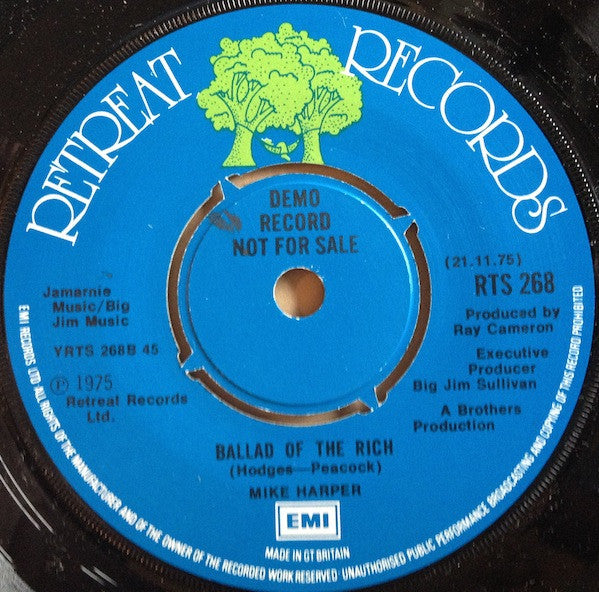 RETREAT RECORDS
DEMO
RECORD
NOT FOR SALE
Jamarnie
Music/Big
Jim Music
YRTS 268B 45
℗ 1975
Retreat Records
Ltd.
(21.11.75)
RTS 268
Produced by
Ray Cameron
Executive
Producer
Big Jim Sullivan
A Brothers
Production
BALLAD OF THE RICH
(Hodges—Peacock)
MIKE HARPER
EMI
MADE IN GT BRITAIN
EMI RECORDS LTD ALL RIGHTS OF THE MANUFACTURER AND OF THE OWNER OF THE RECORDED WORK RESERVED · UNAUTHORISED PUBLIC PERFORMANCE BROADCASTING AND COPYING OF THIS RECORD PROHIBITED